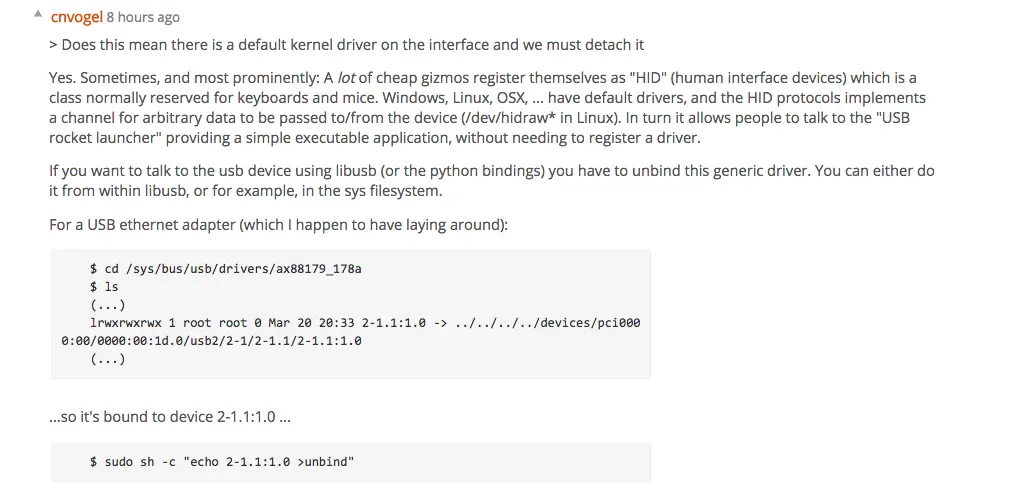 cnvogel 8 hours ago
> Does this mean there is a default kernel driver on the interface and we must detach it
Yes. Sometimes, and most prominently: A lot of cheap gizmos register themselves as "HID" (human interface devices) which is a
class normally reserved for keyboards and mice. Windows, Linux, OSX, ... have default drivers, and the HID protocols implements
a channel for arbitrary data to be passed to/from the device (/dev/hidraw* in Linux). In turn it allows people to talk to the "USB
rocket launcher" providing a simple executable application, without needing to register a driver.
If you want to talk to the usb device using libusb (or the python bindings) you have to unbind this generic driver. You can either do
it from within libusb, or for example, in the sys filesystem.
For a USB ethernet adapter (which I happen to have laying around):
$ cd /sys/bus/usb/drivers/ax88179_178a
$ ls
(...)
lrwxrwxrwx 1 root root 0 Mar 20 20:33 2-1.1:1.0 -> ../../../../devices/pci000
0:00/0000:00:1d.0/usb2/2-1/2-1.1/2-1.1:1.0
(...)
...so it's bound to device 2-1.1:1.0 ...
$ sudo sh -c "echo 2-1.1:1.0 >unbind"